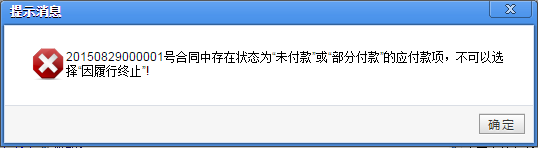 提示消息
20150829000001号合同中存在状态为“未付款”或“部分付款”的应付款项，不可以选
择“因履行终止”!
确定